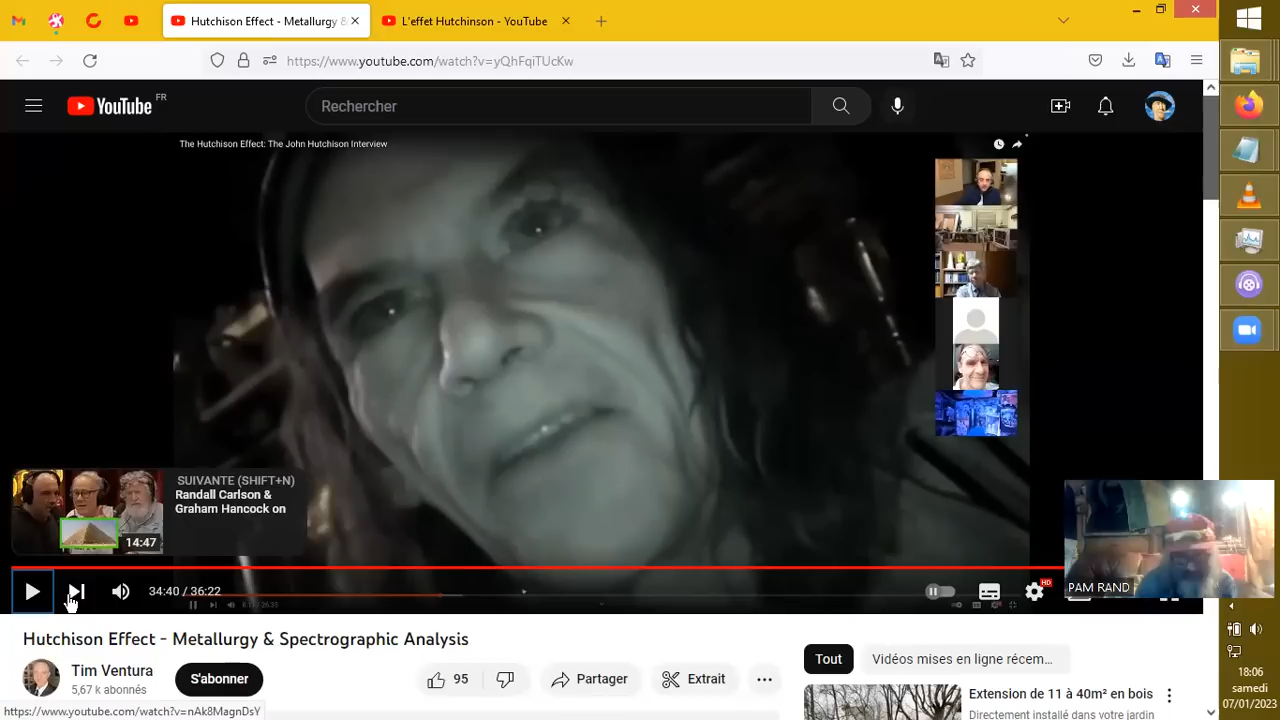 Hutchison Effect - Metallurgy &
L'effet Hutchinson - YouTube
https://www.youtube.com/watch?v=yQhFqiTUcKw
YouTube FR
Rechercher
The Hutchison Effect: The John Hutchison Interview
SUIVANTE (SHIFT+N)
Randall Carlson &
Graham Hancock on
14:47
PAM RAND
34:40 / 36:22
HD
Hutchison Effect - Metallurgy & Spectrographic Analysis
Tim Ventura
5,67 k abonnés
S'abonner
95
Partager
Extrait
Tout
Vidéos mises en ligne récem...
Extension de 11 à 40m² en bois
Directement installé dans votre jardin
https://www.youtube.com/watch?v=nAk8MagnDsY
18:06
samedi
07/01/2023